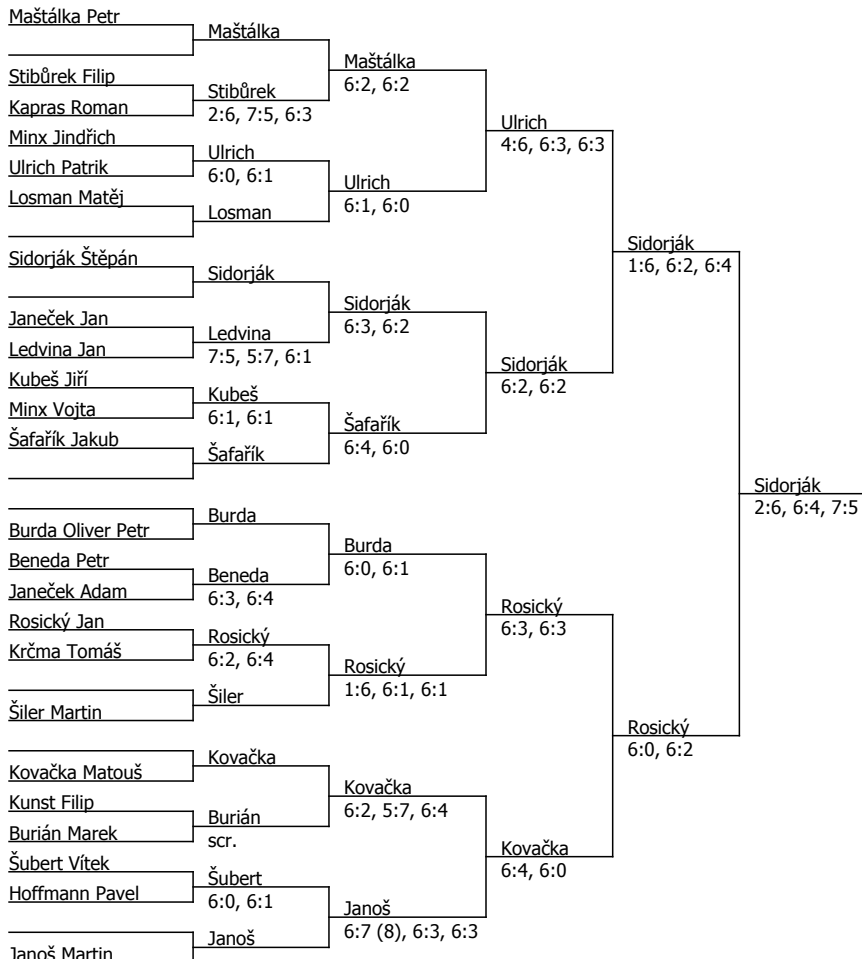 Maštálka Petr
Maštálka
Maštálka
6:2, 6:2
Stibůrek Filip
Stibůrek
2:6, 7:5, 6:3
Kapras Roman
Ulrich
4:6, 6:3, 6:3
Minx Jindřich
Ulrich
6:0, 6:1
Ulrich Patrik
Ulrich
6:1, 6:0
Losman Matěj
Losman
Sidorják
1:6, 6:2, 6:4
Sidorják Štěpán
Sidorják
Sidorják
6:3, 6:2
Janeček Jan
Ledvina
7:5, 5:7, 6:1
Ledvina Jan
Sidorják
6:2, 6:2
Kubeš Jiří
Kubeš
6:1, 6:1
Minx Vojta
Šafařík
6:4, 6:0
Šafařík Jakub
Šafařík
Sidorják
2:6, 6:4, 7:5
Burda
Burda Oliver Petr
Burda
6:0, 6:1
Beneda Petr
Beneda
6:3, 6:4
Janeček Adam
Rosický
6:3, 6:3
Rosický Jan
Rosický
6:2, 6:4
Krčma Tomáš
Rosický
1:6, 6:1, 6:1
Šiler
Šiler Martin
Rosický
6:0, 6:2
Kovačka
Kovačka Matouš
Kovačka
6:2, 5:7, 6:4
Kunst Filip
Burián
scr.
Burián Marek
Kovačka
6:4, 6:0
Šubert Vítek
Šubert
6:0, 6:1
Hoffmann Pavel
Janoš
6:7 (8), 6:3, 6:3
Janoš
Janoš Martin